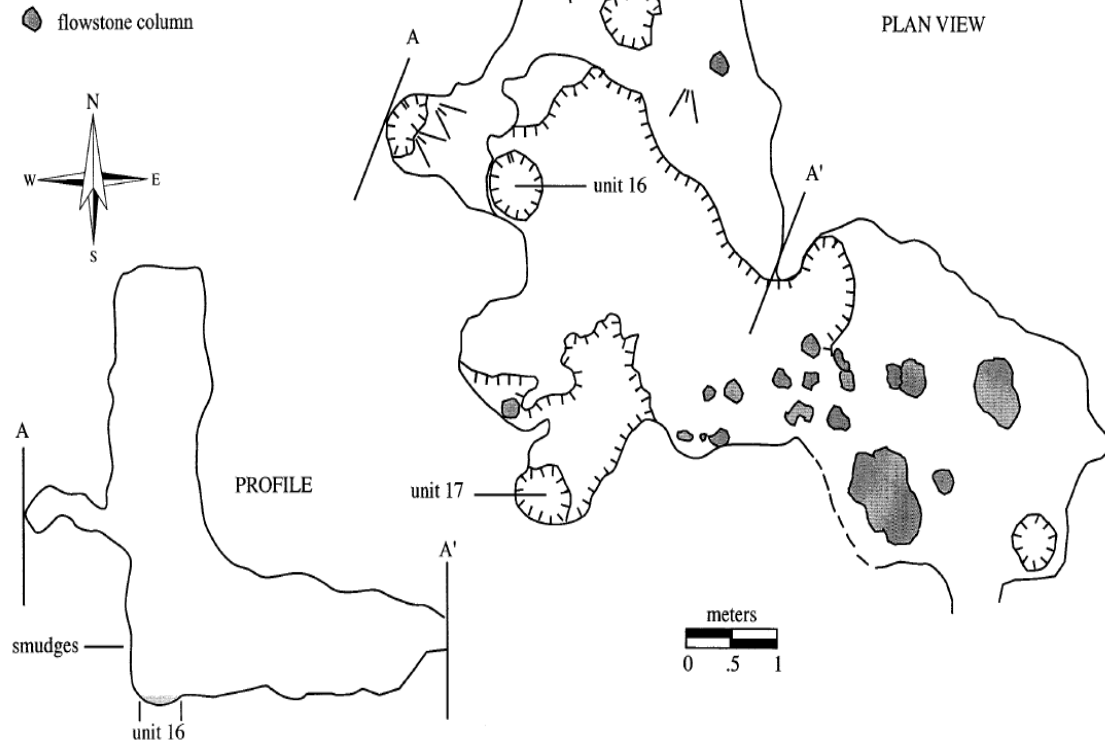 flowstone column
PLAN VIEW
A
N
W
E
S
unit 16
A'
A
PROFILE
unit 17
A'
meters
0 .5 1
smudges
unit 16